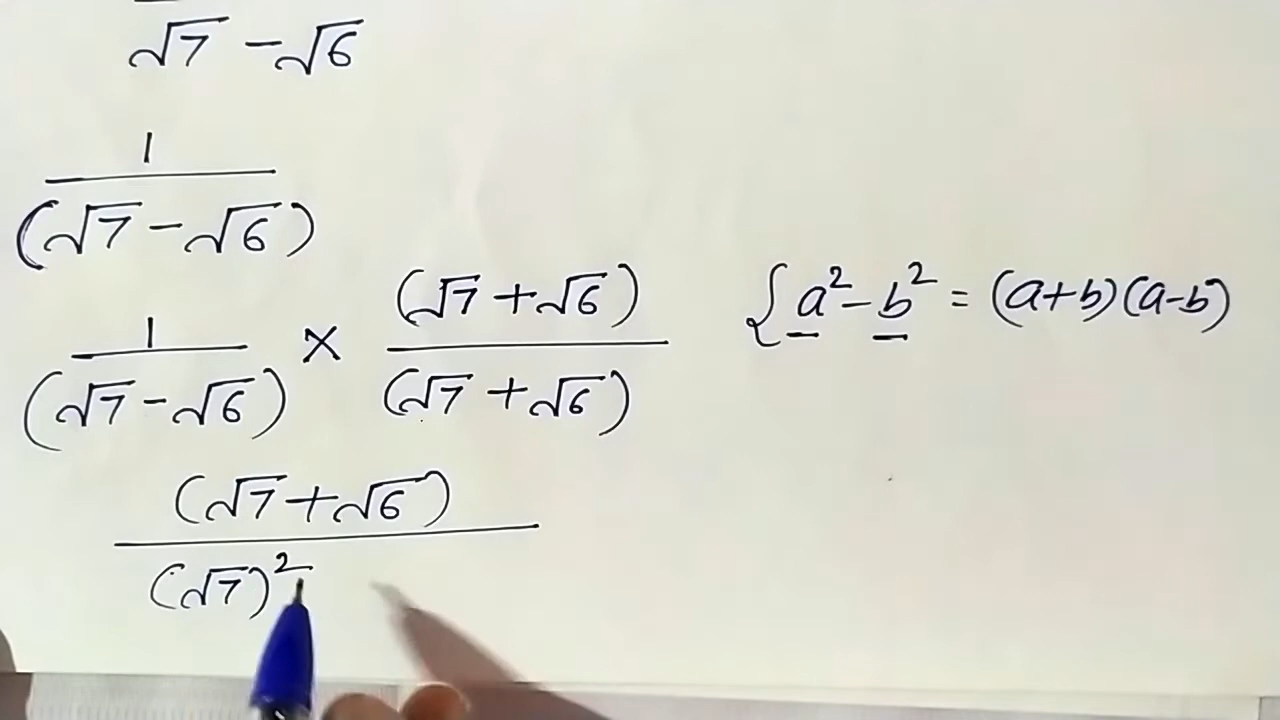 √7 - √6
1
(√7 - √6)
1 × (√7 + √6) { a² - b² = (a+b)(a-b)
(√7 - √6) (√7 + √6)
(√7 + √6)
(√7)²